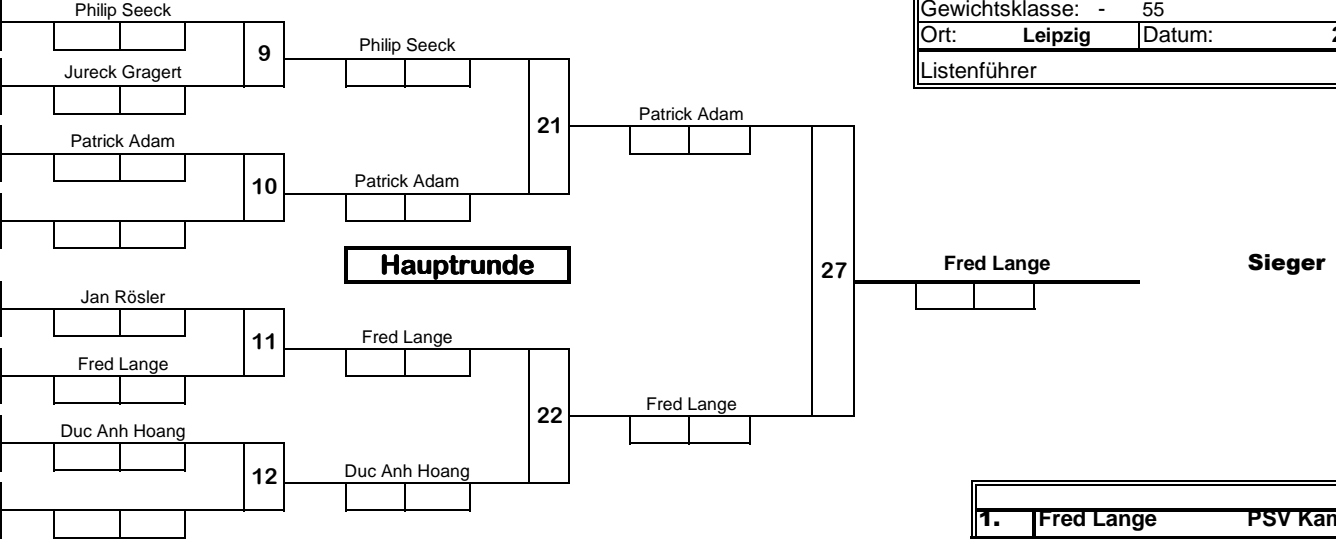 Philip Seeck
Gewichtsklasse: - 55
9
Philip Seeck
Ort: Leipzig Datum:
Jureck Gragert
Listenführer
21
Patrick Adam
Patrick Adam
10
Patrick Adam
Hauptrunde
27
Fred Lange
Sieger
Jan Rösler
11
Fred Lange
Fred Lange
22
Fred Lange
Duc Anh Hoang
12
Duc Anh Hoang
1. Fred Lange PSV